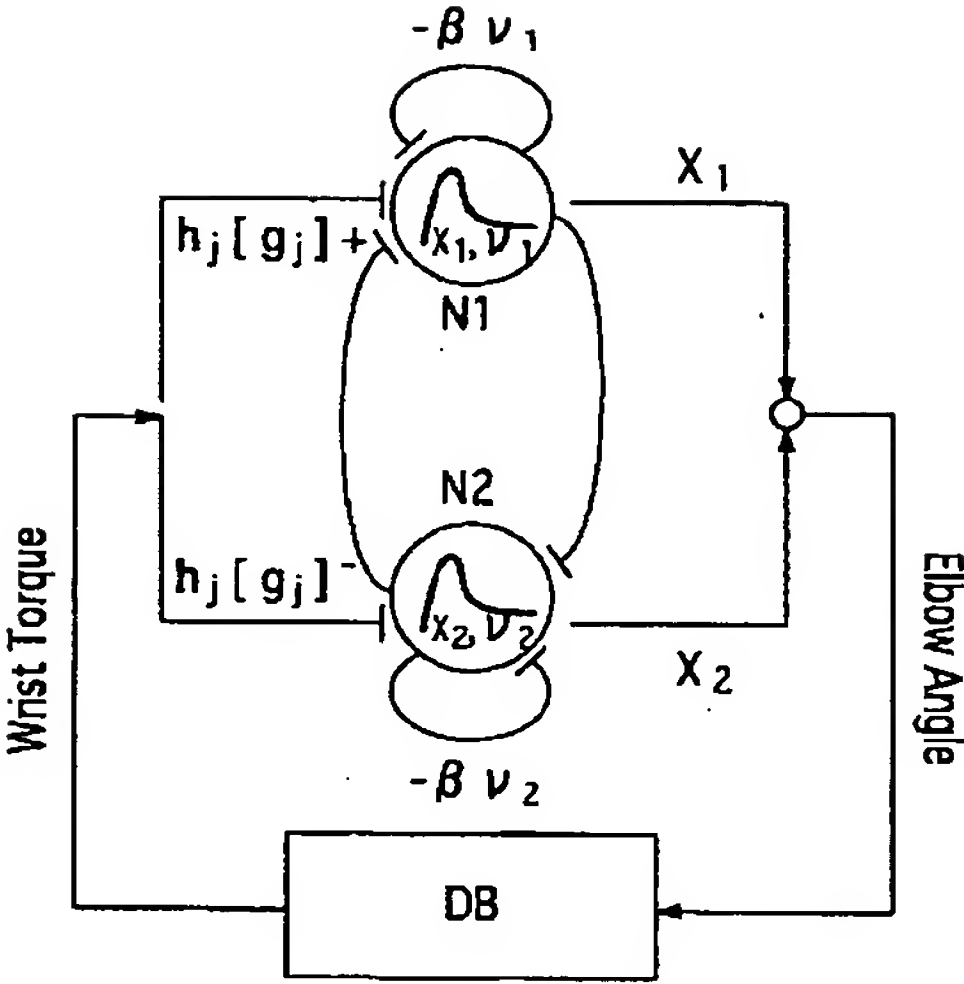 -β ν₁
X₁
hⱼ[gⱼ]+
x₁, ν₁
N1
N2
hⱼ[gⱼ]⁻
x₂, ν₂
X₂
-β ν₂
Wrist Torque
Elbow Angle
DB